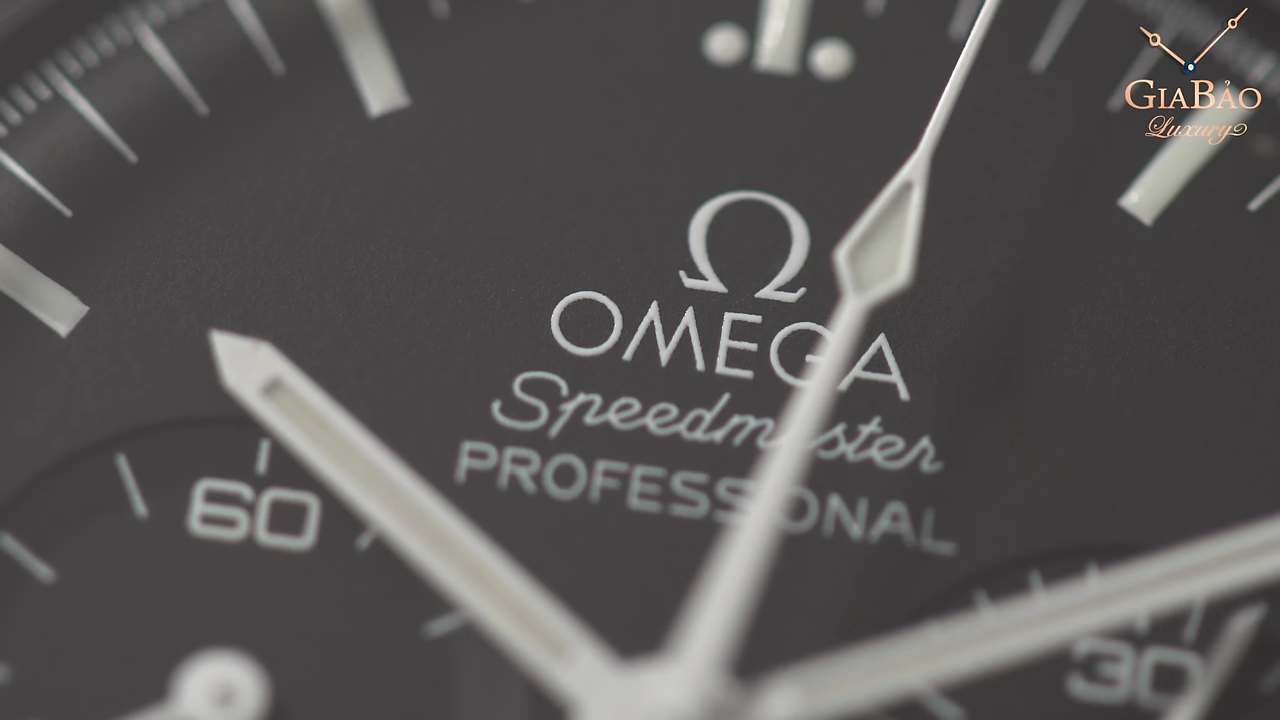 GIABẢO
Luxury
Ω
OMEGA
Speedmaster
PROFESSIONAL
60
30